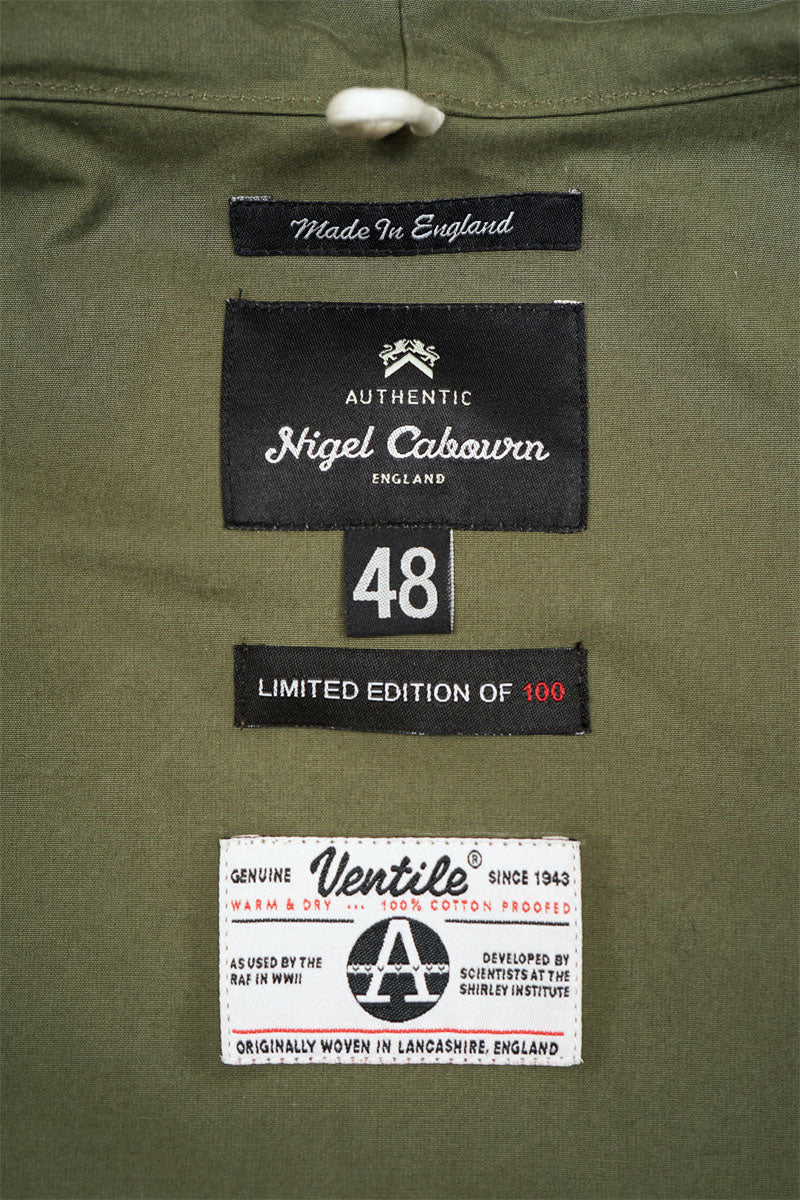 Made In England
AUTHENTIC
Nigel Cabourn
ENGLAND
48
LIMITED EDITION OF 100
GENUINE Ventile® SINCE 1943
WARM & DRY ... 100% COTTON PROOFED
AS USED BY THE
RAF IN WWII
A
DEVELOPED BY
SCIENTISTS AT THE
SHIRLEY INSTITUTE
ORIGINALLY WOVEN IN LANCASHIRE, ENGLAND